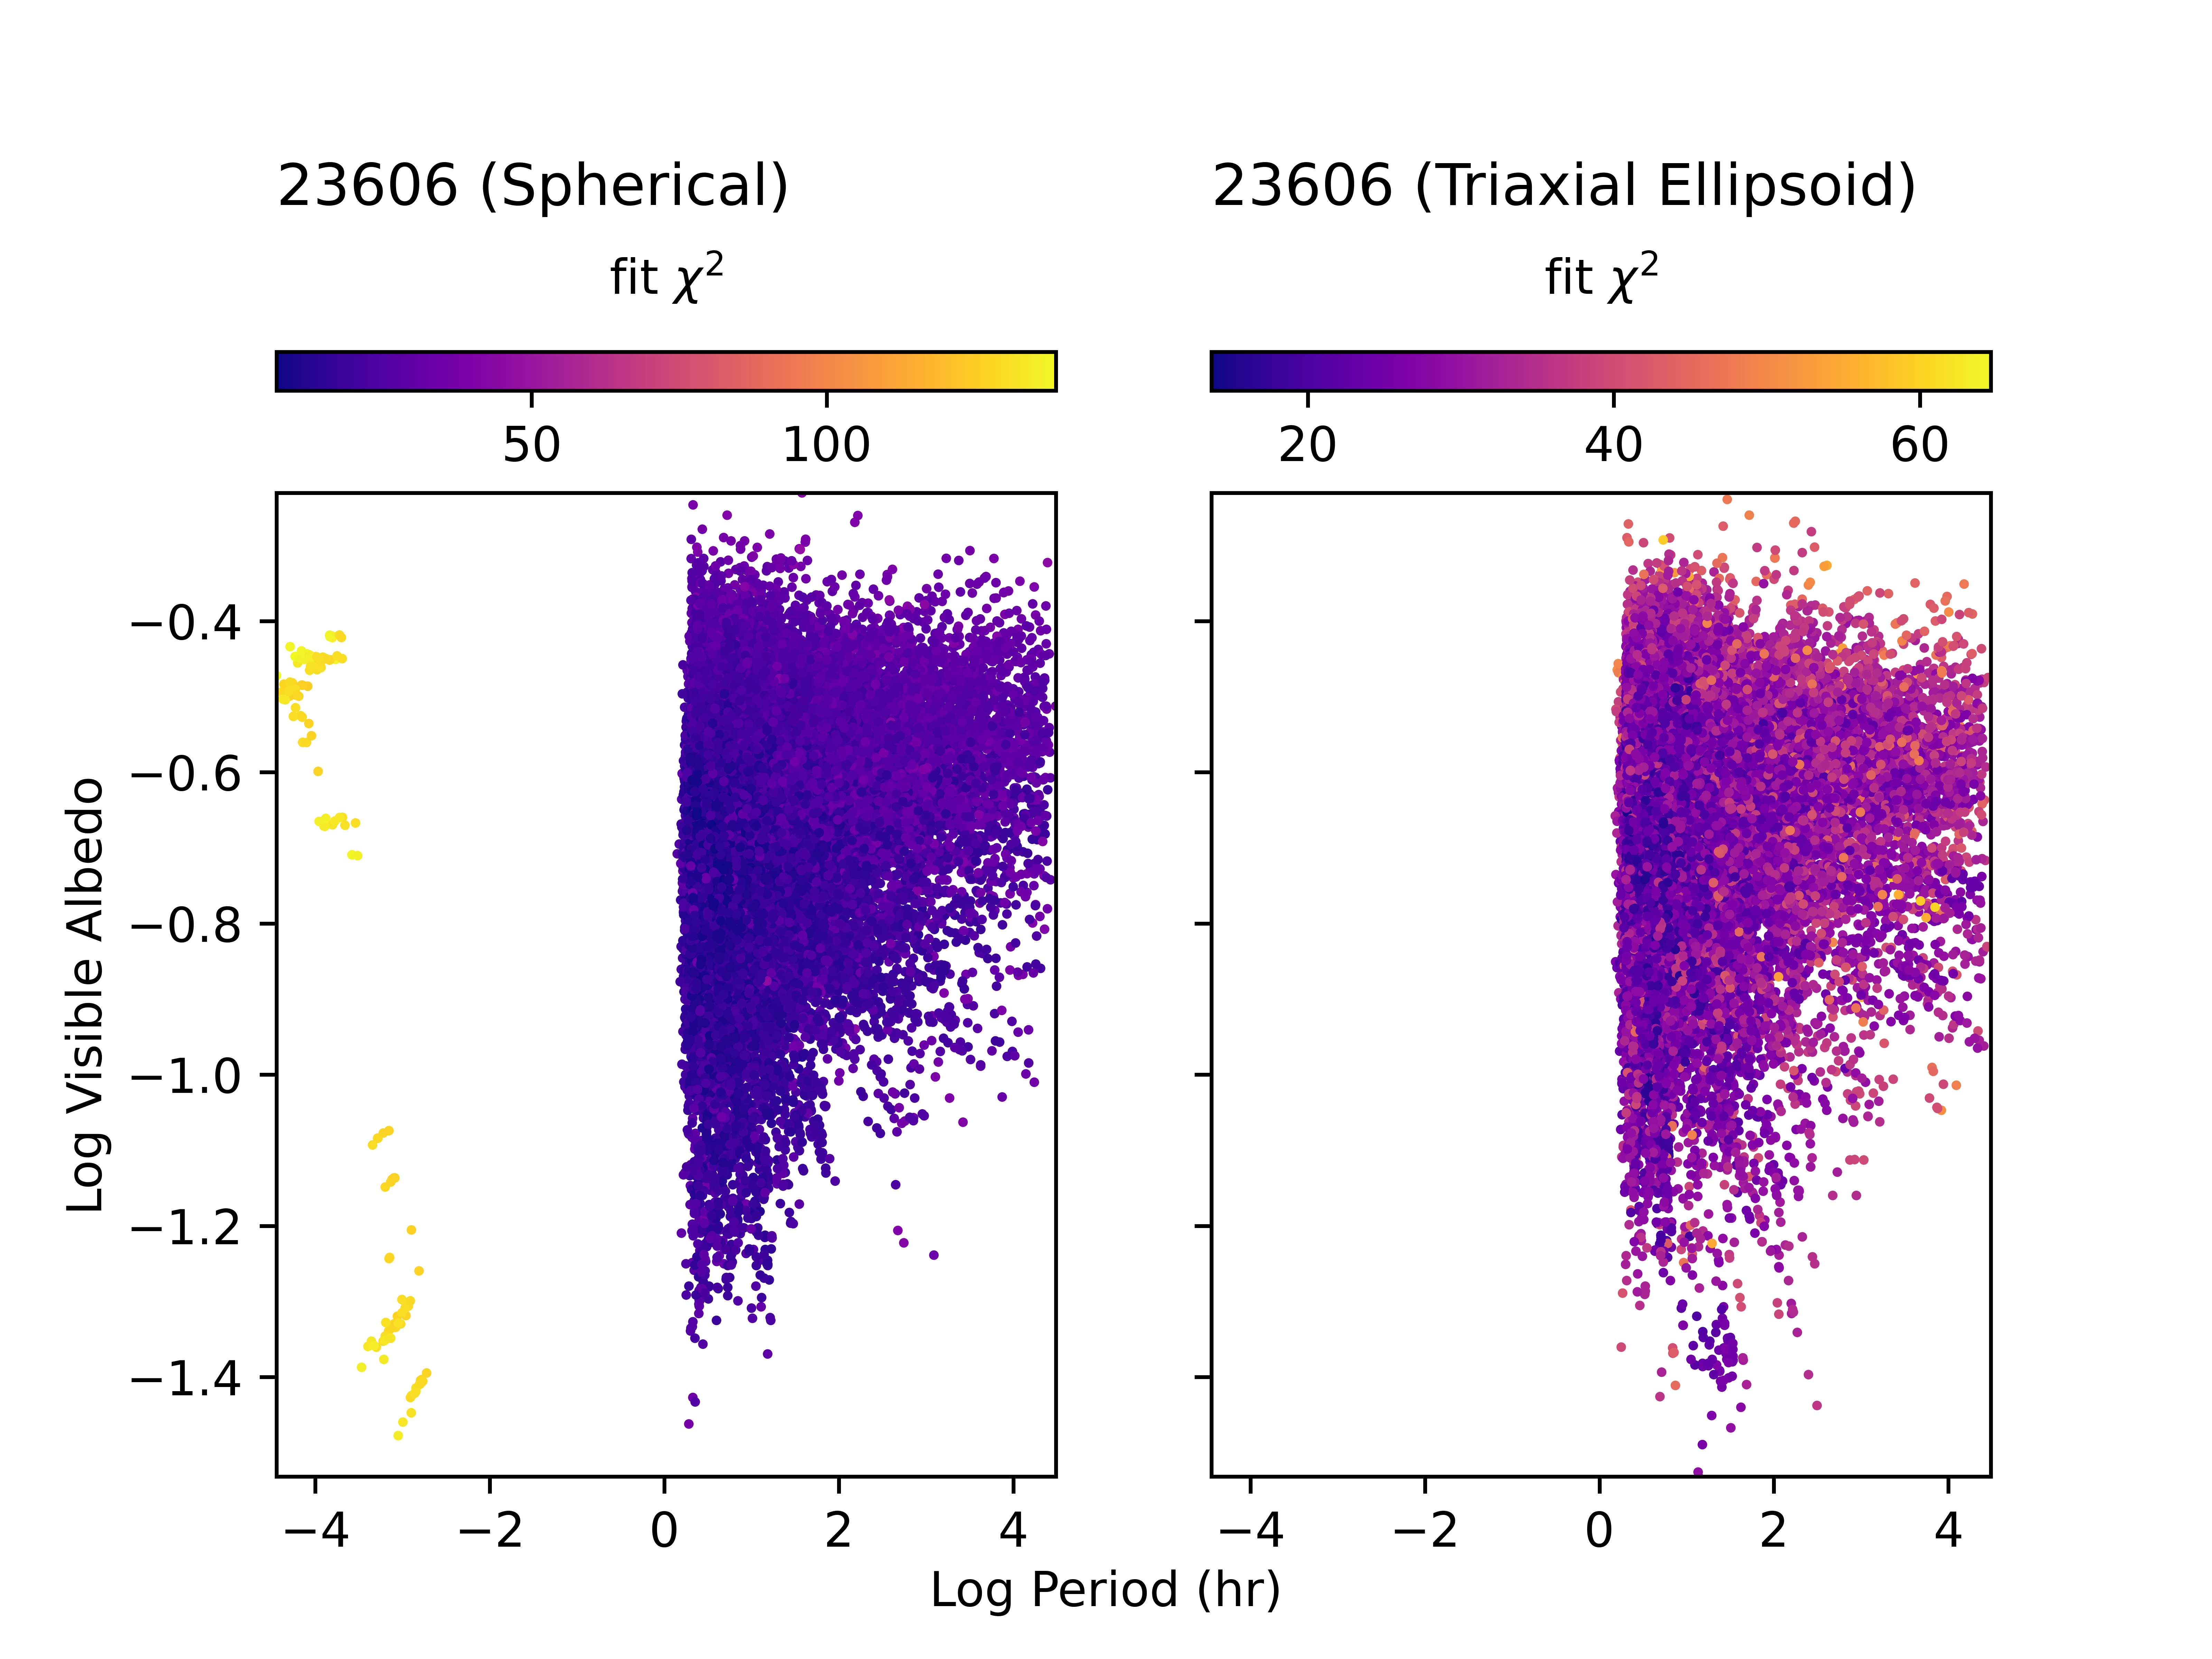 23606 (Spherical)
23606 (Triaxial Ellipsoid)
fit χ²
fit χ²
50 100
20 40 60
−0.4
−0.6
−0.8
−1.0
−1.2
−1.4
Log Visible Albedo
−4 −2 0 2 4
−4 −2 0 2 4
Log Period (hr)